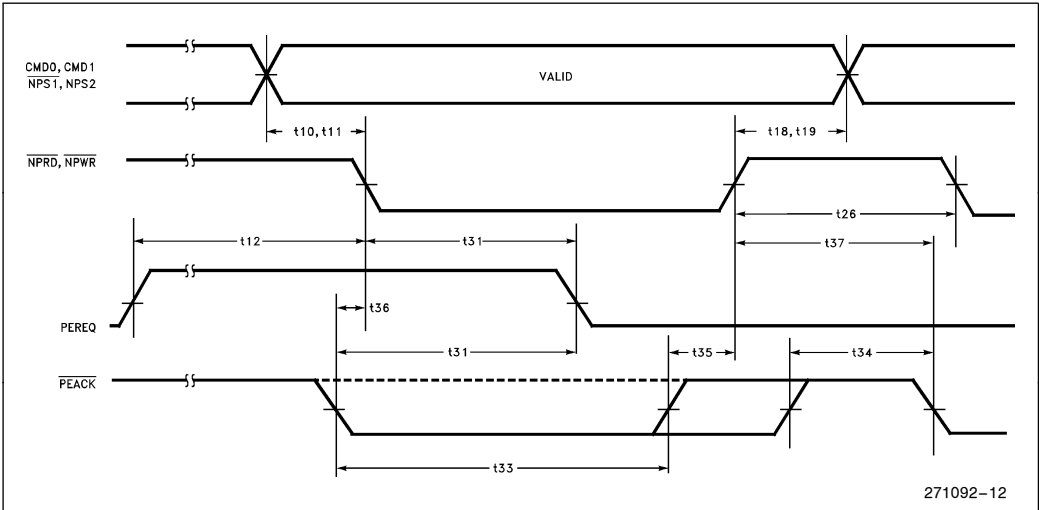 CMD0, CMD1
NPS1, NPS2
VALID
t10, t11
t18, t19
NPRD, NPWR
t26
t12
t31
t37
t36
PEREQ
t31
t35
t34
PEACK
t33
271092-12